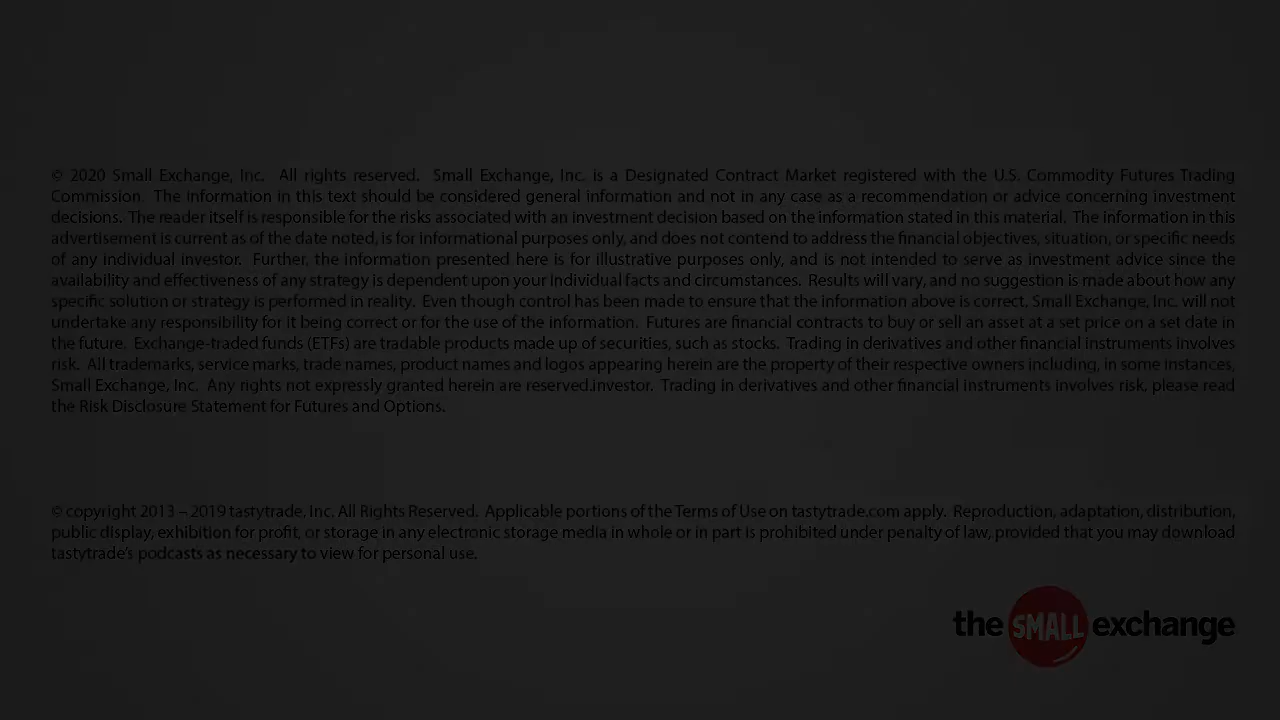 © 2020 Small Exchange, Inc. All rights reserved. Small Exchange, Inc. is a Designated Contract Market registered with the U.S. Commodity Futures Trading
Commission. The information in this text should be considered general information and not in any case as a recommendation or advice concerning investment
decisions. The reader itself is responsible for the risks associated with an investment decision based on the information stated in this material. The information in this
advertisement is current as of the date noted, is for informational purposes only, and does not contend to address the financial objectives, situation, or specific needs
of any individual investor. Further, the information presented here is for illustrative purposes only, and is not intended to serve as investment advice since the
availability and effectiveness of any strategy is dependent upon your individual facts and circumstances. Results will vary, and no suggestion is made about how any
specific solution or strategy is performed in reality. Even though control has been made to ensure that the information above is correct, Small Exchange, Inc. will not
undertake any responsibility for it being correct or for the use of the information. Futures are financial contracts to buy or sell an asset at a set price on a set date in
the future. Exchange-traded funds (ETFs) are tradable products made up of securities, such as stocks. Trading in derivatives and other financial instruments involves
risk. All trademarks, service marks, trade names, product names and logos appearing herein are the property of their respective owners including, in some instances,
Small Exchange, Inc. Any rights not expressly granted herein are reserved.investor. Trading in derivatives and other financial instruments involves risk, please read
the Risk Disclosure Statement for Futures and Options.
© copyright 2013 – 2019 tastytrade, Inc. All Rights Reserved. Applicable portions of the Terms of Use on tastytrade.com apply. Reproduction, adaptation, distribution,
public display, exhibition for profit, or storage in any electronic storage media in whole or in part is prohibited under penalty of law, provided that you may download
tastytrade's podcasts as necessary to view for personal use.
the SMALL exchange